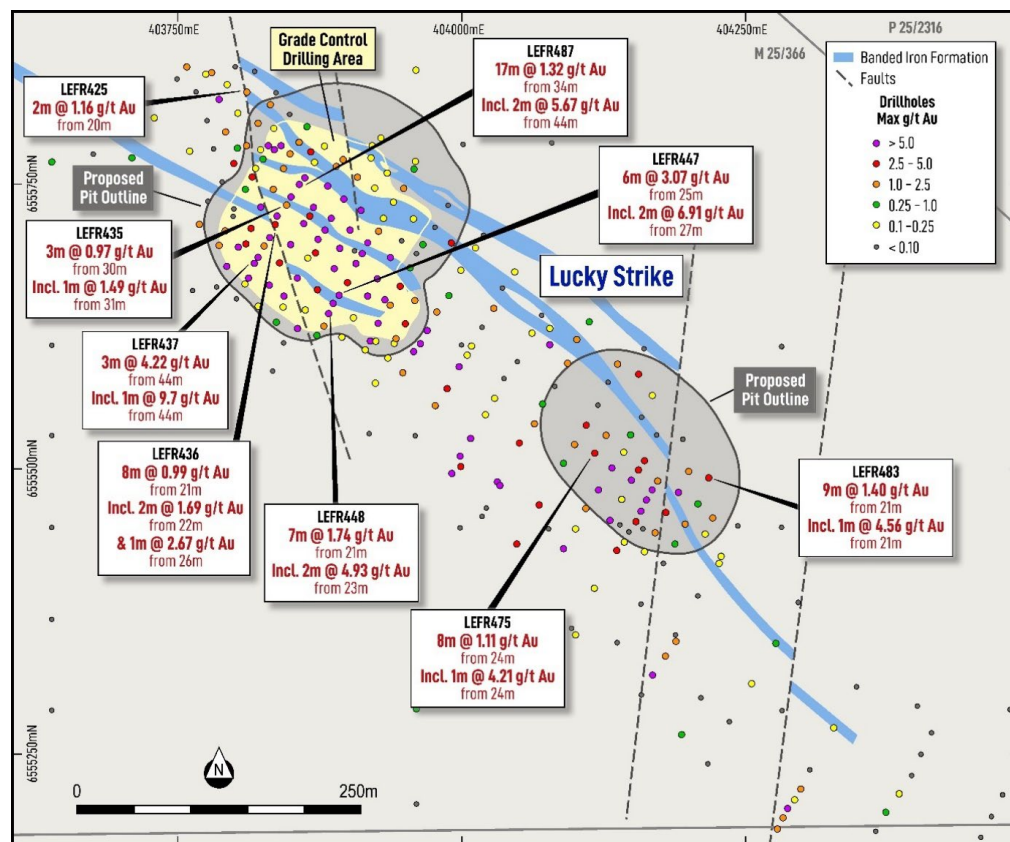 403750mE
404000mE
404250mE
P 25/2316
M 25/366
6555750mN
6555500mN
6555250mN
Banded Iron Formation
Faults
Drillholes
Max g/t Au
> 5.0
2.5 - 5.0
1.0 - 2.5
0.25 - 1.0
0.1 -0.25
< 0.10
Grade Control
Drilling Area
LEFR487
17m @ 1.32 g/t Au
from 34m
Incl. 2m @ 5.67 g/t Au
from 44m
LEFR425
2m @ 1.16 g/t Au
from 20m
LEFR447
6m @ 3.07 g/t Au
from 25m
Incl. 2m @ 6.91 g/t Au
from 27m
Proposed
Pit Outline
LEFR435
3m @ 0.97 g/t Au
from 30m
Incl. 1m @ 1.49 g/t Au
from 31m
Lucky Strike
LEFR437
3m @ 4.22 g/t Au
from 44m
Incl. 1m @ 9.7 g/t Au
from 44m
Proposed
Pit Outline
LEFR436
8m @ 0.99 g/t Au
from 21m
Incl. 2m @ 1.69 g/t Au
from 22m
& 1m @ 2.67 g/t Au
from 26m
LEFR448
7m @ 1.74 g/t Au
from 21m
Incl. 2m @ 4.93 g/t Au
from 23m
LEFR483
9m @ 1.40 g/t Au
from 21m
Incl. 1m @ 4.56 g/t Au
from 21m
LEFR475
8m @ 1.11 g/t Au
from 24m
Incl. 1m @ 4.21 g/t Au
from 24m
N
0
250m